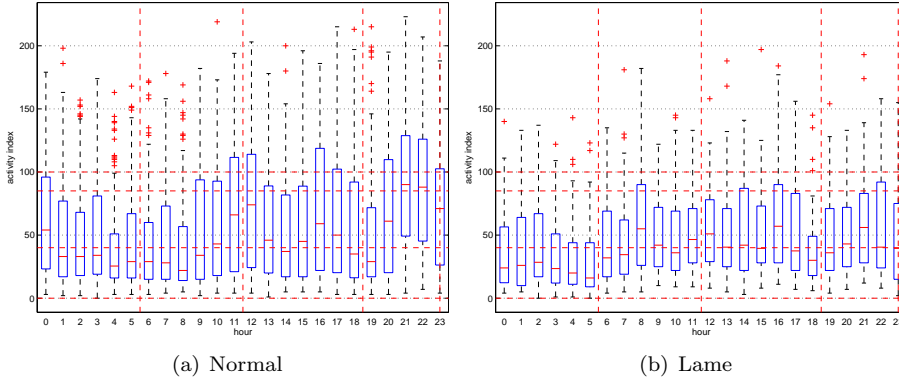 200
150
100
50
0
activity index
0 1 2 3 4 5 6 7 8 9 10 11 12 13 14 15 16 17 18 19 20 21 22 23
hour
(a) Normal
200
150
100
50
0
activity index
0 1 2 3 4 5 6 7 8 9 10 11 12 13 14 15 16 17 18 19 20 21 22 2
hour
(b) Lame